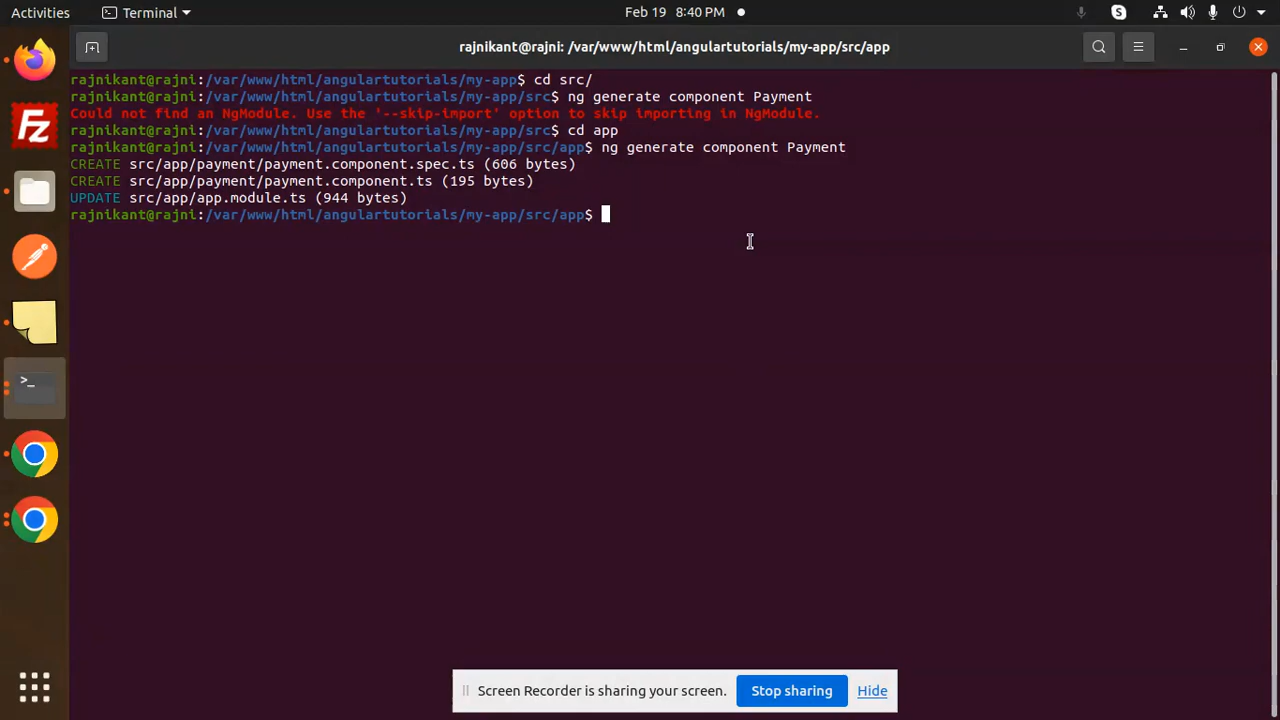 Activities
Terminal
Feb 19 8:40 PM
rajnikant@rajni: /var/www/html/angulartutorials/my-app/src/app
rajnikant@rajni:/var/www/html/angulartutorials/my-app$ cd src/
rajnikant@rajni:/var/www/html/angulartutorials/my-app/src$ ng generate component Payment
Could not find an NgModule. Use the '--skip-import' option to skip importing in NgModule.
rajnikant@rajni:/var/www/html/angulartutorials/my-app/src$ cd app
rajnikant@rajni:/var/www/html/angulartutorials/my-app/src/app$ ng generate component Payment
CREATE src/app/payment/payment.component.spec.ts (606 bytes)
CREATE src/app/payment/payment.component.ts (195 bytes)
UPDATE src/app/app.module.ts (944 bytes)
rajnikant@rajni:/var/www/html/angulartutorials/my-app/src/app$
Screen Recorder is sharing your screen.
Stop sharing
Hide